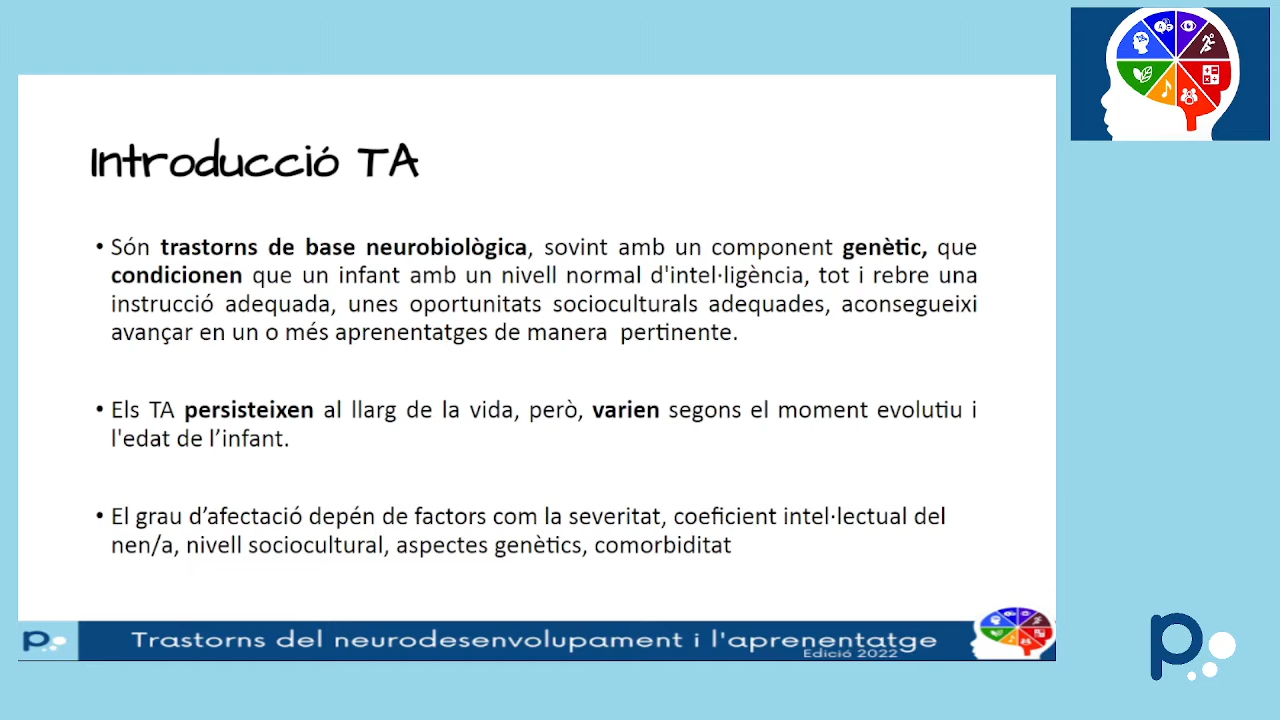 Introducció TA
• Són trastorns de base neurobiològica, sovint amb un component genètic, que
condicionen que un infant amb un nivell normal d'intel·ligència, tot i rebre una
instrucció adequada, unes oportunitats socioculturals adequades, aconsegueixi
avançar en un o més aprenentatges de manera pertinente.
• Els TA persisteixen al llarg de la vida, però, varien segons el moment evolutiu i
l'edat de l’infant.
• El grau d’afectació depén de factors com la severitat, coeficient intel·lectual del
nen/a, nivell sociocultural, aspectes genètics, comorbiditat
p
Trastorns del neurodesenvolupament i l'aprenentatge
Edició 2022
p